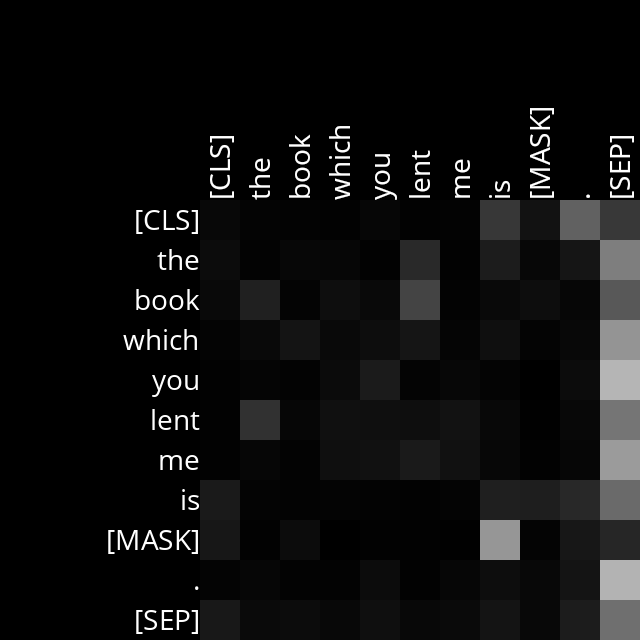 [CLS] the book which you lent me is [MASK] . [SEP]
[CLS]
the
book
which
you
lent
me
is
[MASK]
.
[SEP]